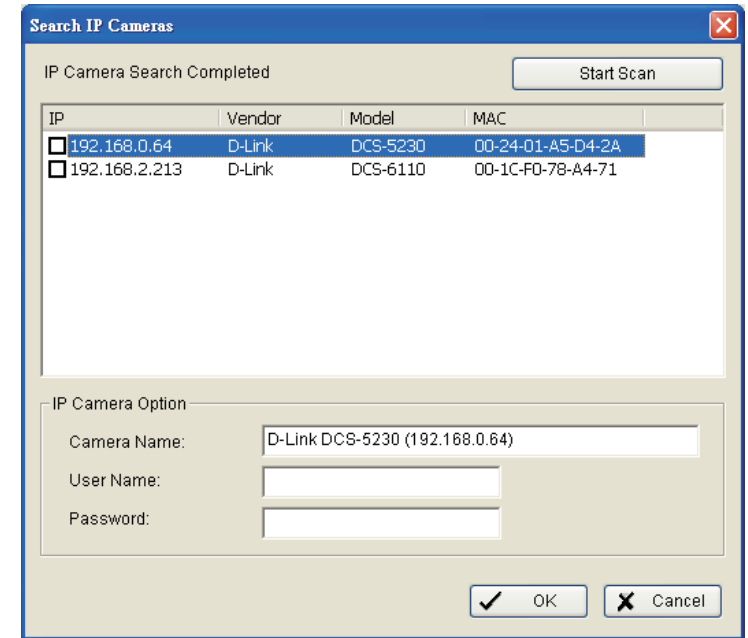 Search IP Cameras
IP Camera Search Completed
Start Scan
IP Vendor Model MAC
192.168.0.64 D-Link DCS-5230 00-24-01-A5-D4-2A
192.168.2.213 D-Link DCS-6110 00-1C-F0-78-A4-71
IP Camera Option
Camera Name: D-Link DCS-5230 (192.168.0.64)
User Name:
Password:
OK Cancel